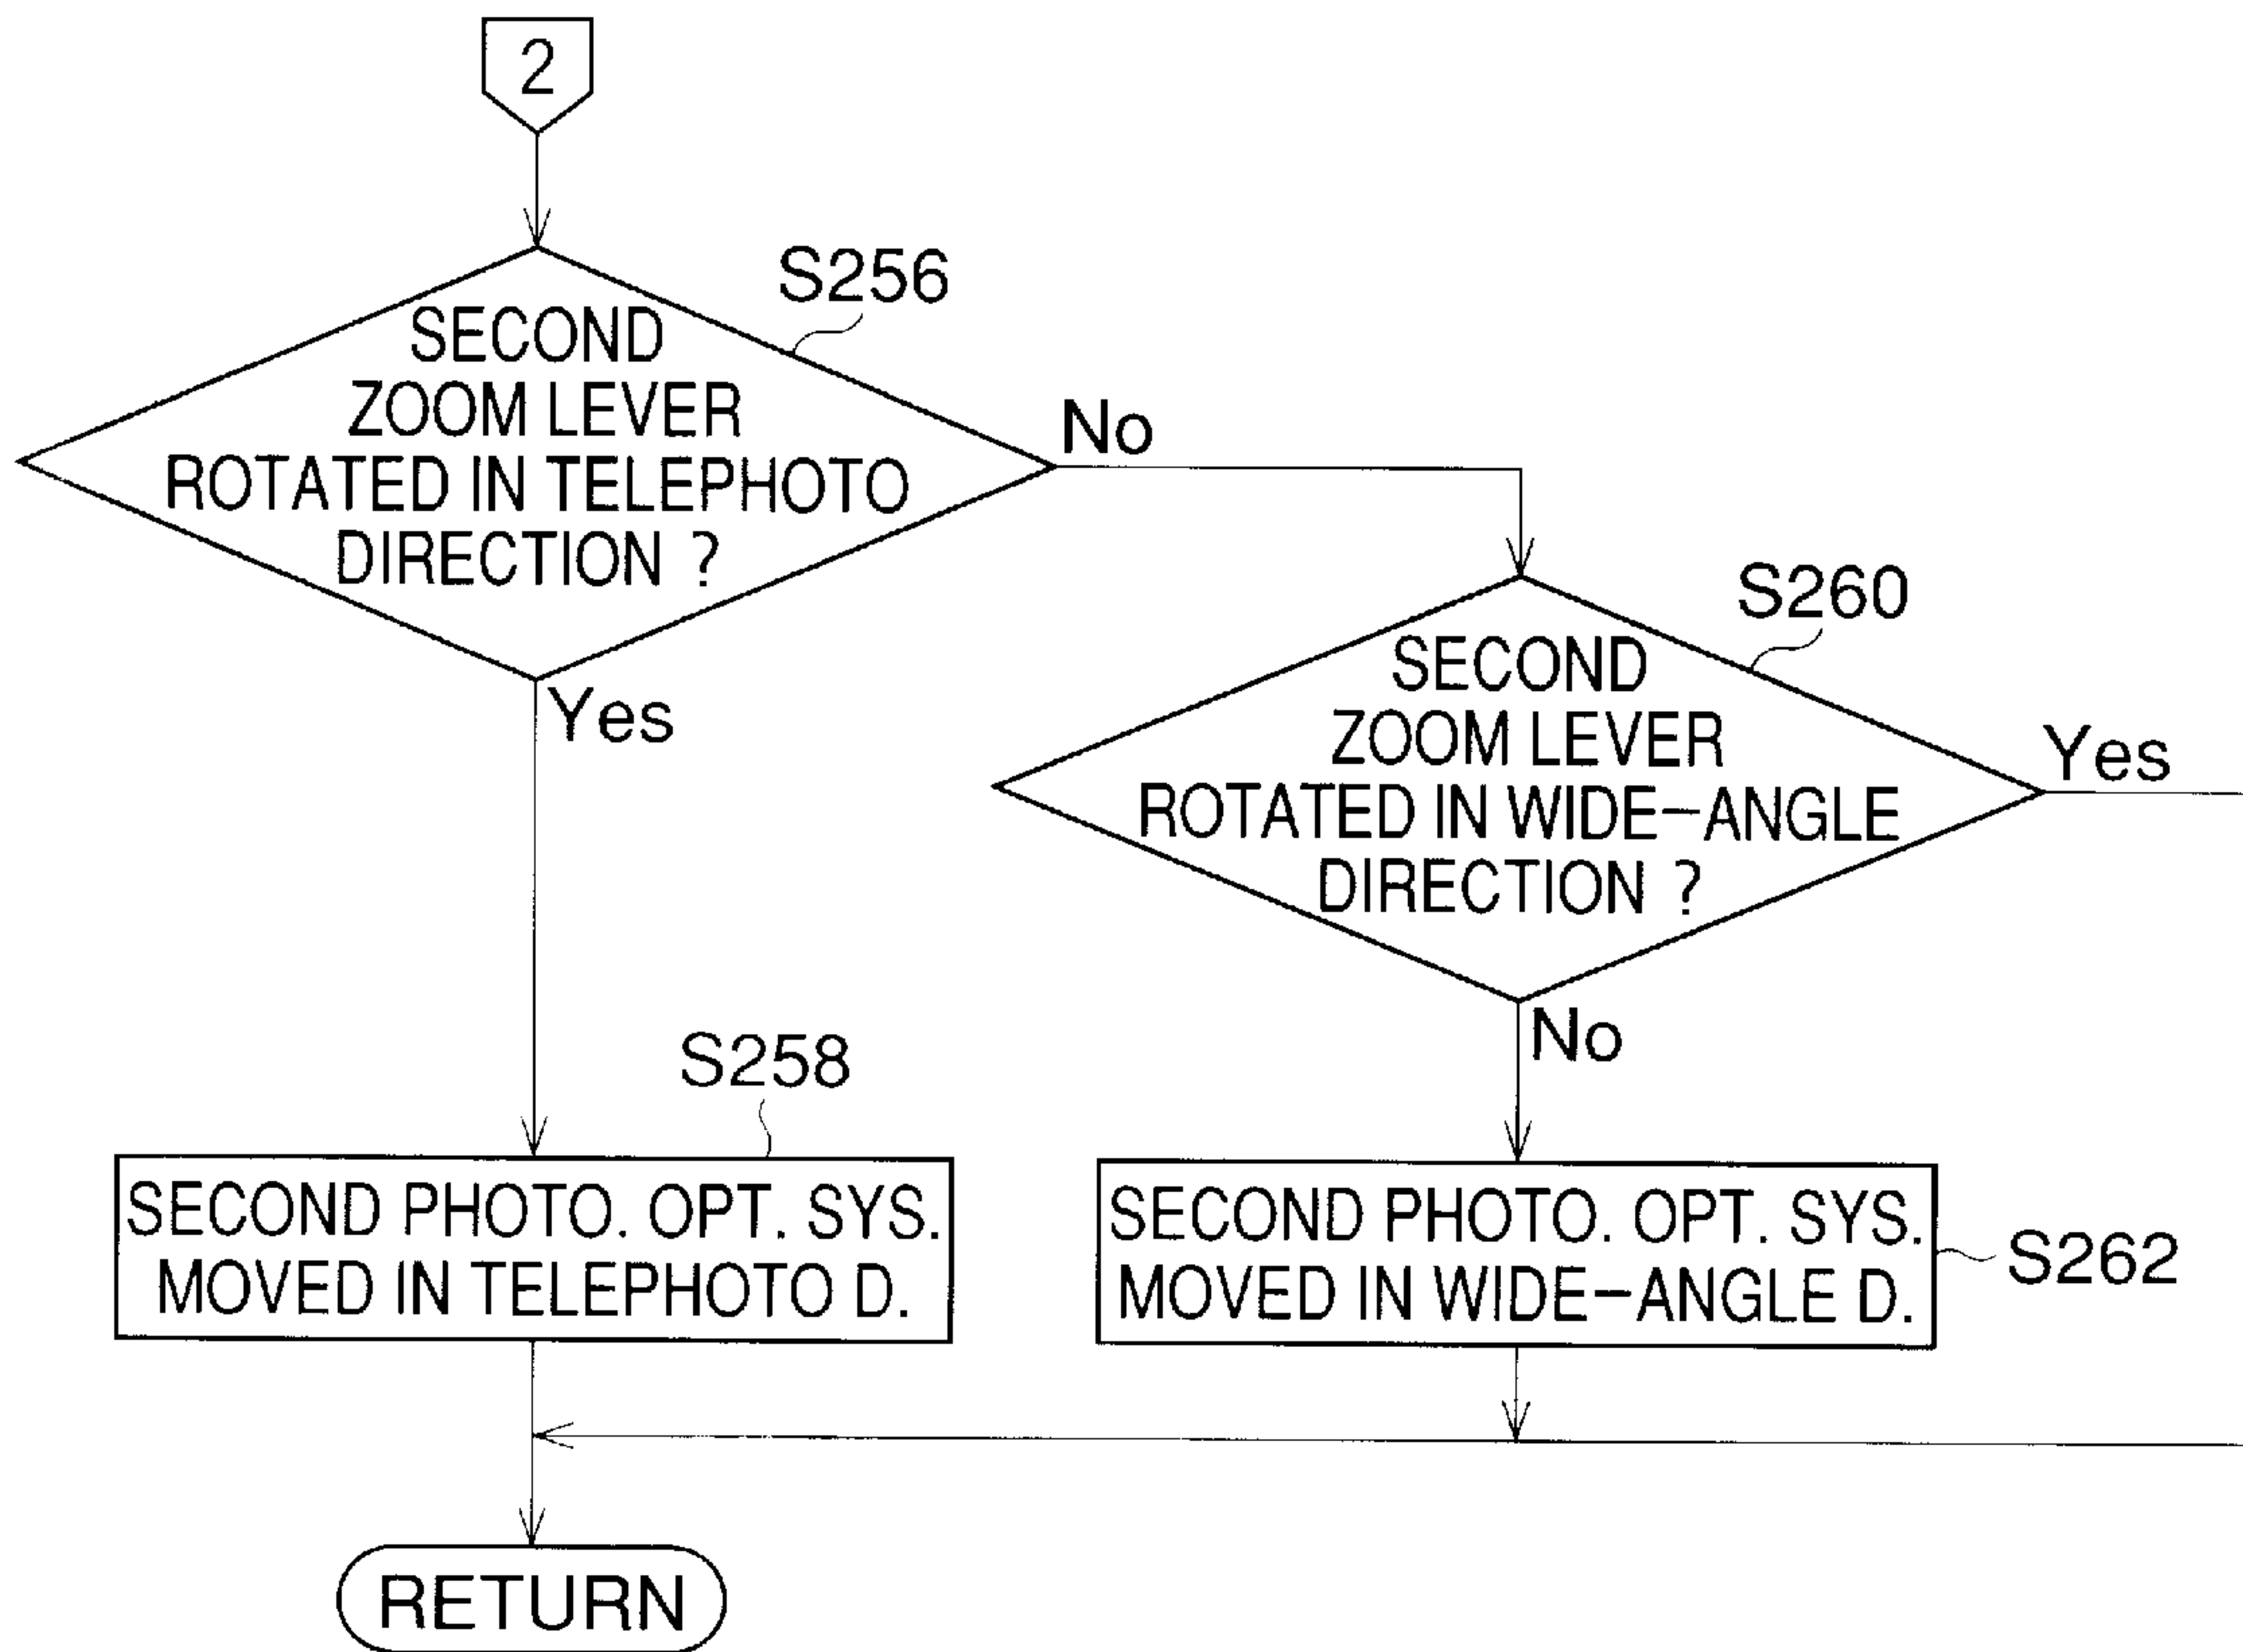 2
S256
SECOND
ZOOM LEVER
ROTATED IN TELEPHOTO
DIRECTION ?
No
Yes
S260
SECOND
ZOOM LEVER
ROTATED IN WIDE-ANGLE
DIRECTION ?
Yes
No
S258
SECOND PHOTO. OPT. SYS.
MOVED IN TELEPHOTO D.
SECOND PHOTO. OPT. SYS.
MOVED IN WIDE-ANGLE D.
S262
RETURN